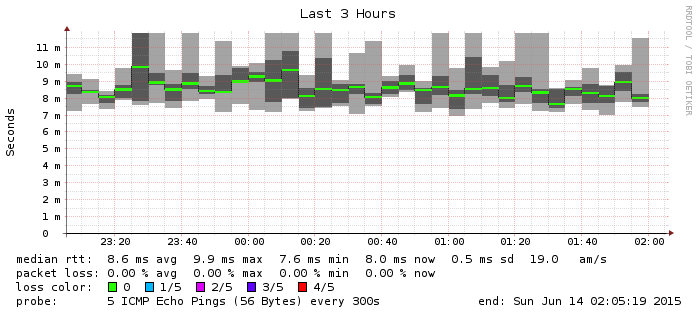 Last 3 Hours
RRDTOOL / TOBI OETIKER
Seconds
11 m
10 m
9 m
8 m
7 m
6 m
5 m
4 m
3 m
2 m
1 m
0
23:20 23:40 00:00 00:20 00:40 01:00 01:20 01:40 02:00
median rtt: 8.6 ms avg 9.9 ms max 7.6 ms min 8.0 ms now 0.5 ms sd 19.0 am/s
packet loss: 0.00 % avg 0.00 % max 0.00 % min 0.00 % now
loss color: 0 1/5 2/5 3/5 4/5
probe: 5 ICMP Echo Pings (56 Bytes) every 300s end: Sun Jun 14 02:05:19 2015